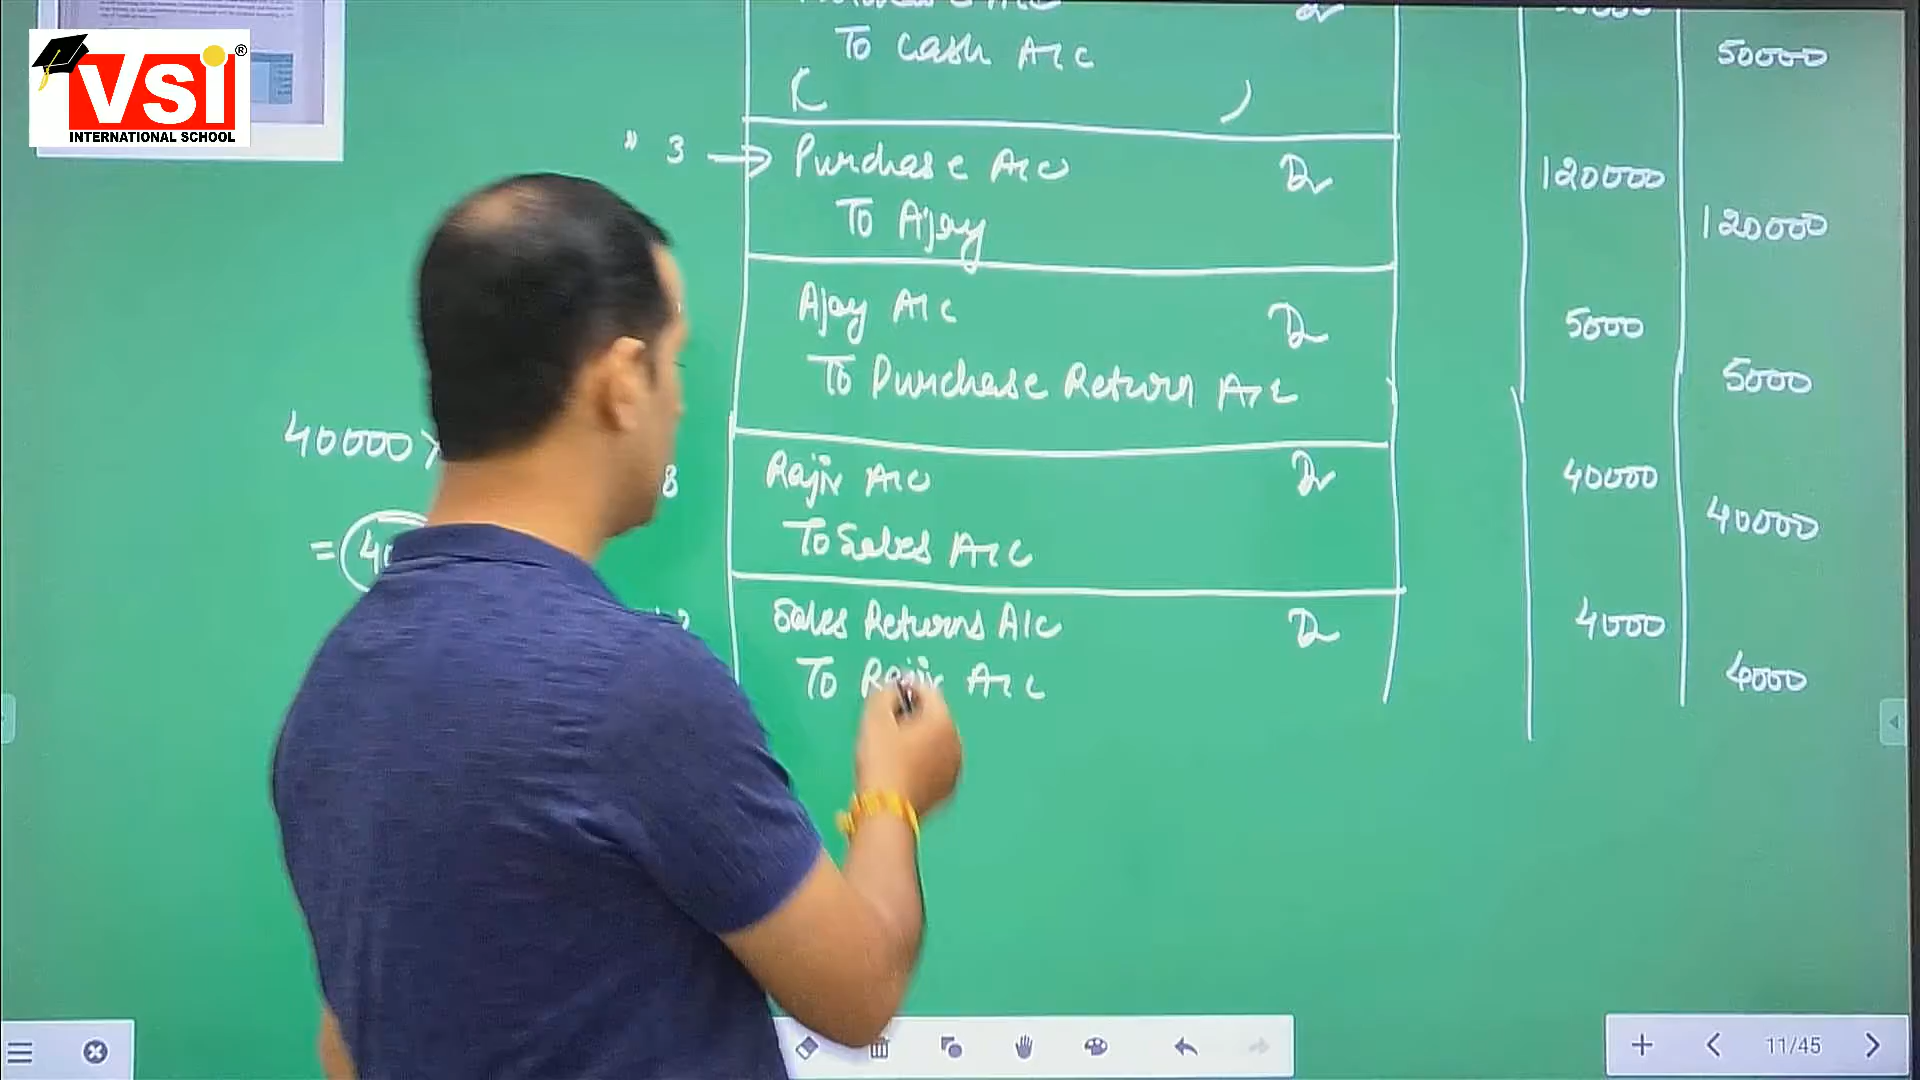 VSI®
INTERNATIONAL SCHOOL
To Cash A/c 50000
( )
" 3 → Purchase A/c Dr 120000
To Ajay 120000
Ajay A/c Dr 5000
To Purchase Return A/c 5000
40000 ×
8 Rajiv A/c Dr 40000
To Sales A/c 40000
= 40
Sales Returns A/c Dr 4000
To Rajiv A/c 4000
11/45